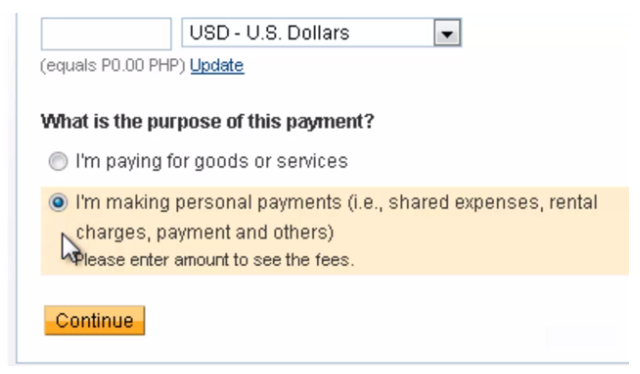 USD - U.S. Dollars
(equals P0.00 PHP) Update
What is the purpose of this payment?
I'm paying for goods or services
I'm making personal payments (i.e., shared expenses, rental
charges, payment and others)
Please enter amount to see the fees.
Continue